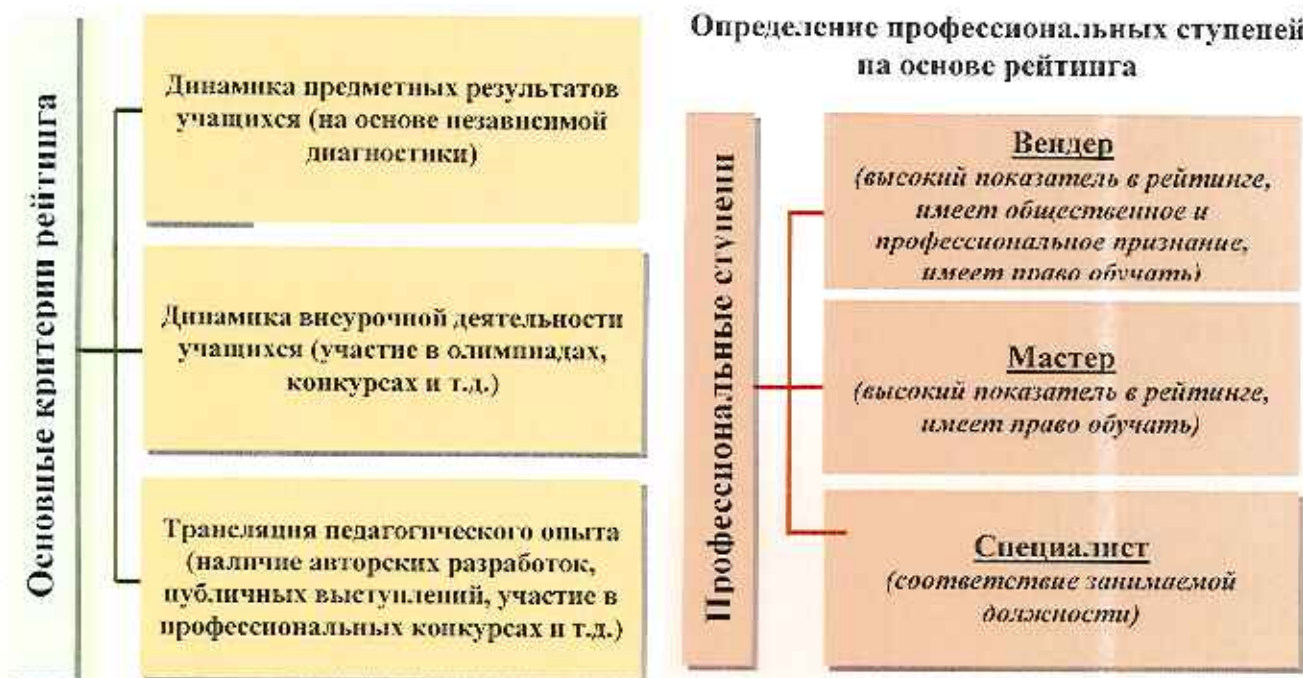 Основные критерии рейтинга
Динамика предметных результатов
учащихся (на основе независимой
диагностики)
Динамика внеурочной деятельности
учащихся (участие в олимпиадах,
конкурсах и т.д.)
Трансляция педагогического опыта
(наличие авторских разработок,
публичных выступлений, участие в
профессиональных конкурсах и т.д.)
Определение профессиональных ступеней
на основе рейтинга
Профессиональные ступени
Вендер
(высокий показатель в рейтинге,
имеет общественное и
профессиональное признание,
имеет право обучать)
Мастер
(высокий показатель в рейтинге,
имеет право обучать)
Специалист
(соответствие занимаемой
должности)